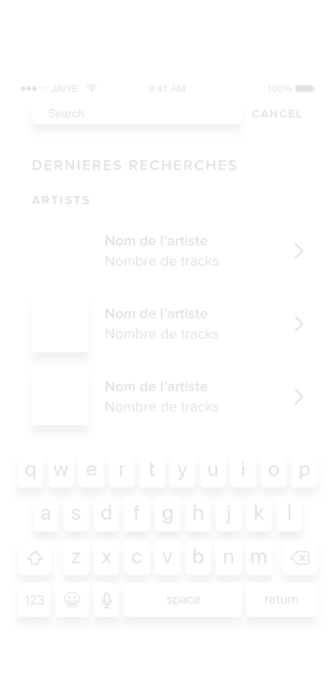 JAIYE 9:41 AM 100%
Search CANCEL
DERNIERES RECHERCHES
ARTISTS
Nom de l'artiste
Nombre de tracks
Nom de l'artiste
Nombre de tracks
Nom de l'artiste
Nombre de tracks
q w e r t y u i o p
a s d f g h j k l
z x c v b n m
123 space return